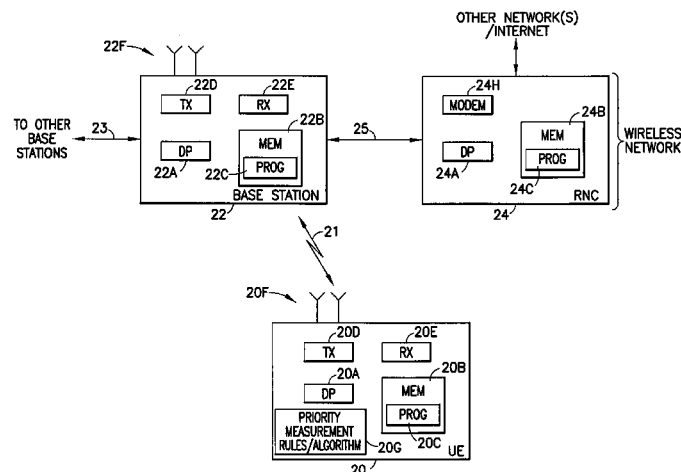 OTHER NETWORK(S)
/INTERNET
22F
22D
TX
22E
RX
22B
MEM
PROG
22C
DP
22A
BASE STATION
22
TO OTHER
BASE
STATIONS
23
25
24H
MODEM
24B
MEM
PROG
24C
DP
24A
RNC
24
WIRELESS
NETWORK
21
20F
20D
TX
20E
RX
20A
DP
20B
MEM
PROG
20C
PRIORITY
MEASUREMENT
RULES/ALGORITHM
20G
UE
20